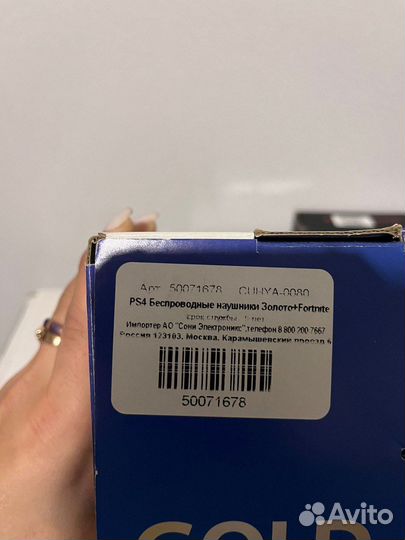 Арт. 50071678 CUHYA-0080
PS4 Беспроводные наушники Золото+Fortnite
срок службы: лет
Импортер АО "Сони Электроникс",телефон 8 800 200 7667
Россия 123103, Москва, Карамышевский проезд 6
50071678
GOLD
Avito